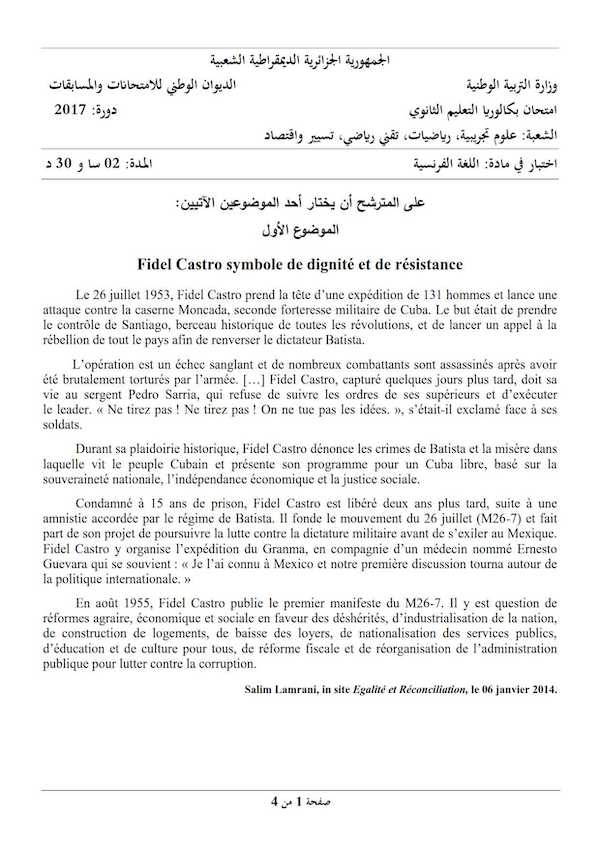 الجمهورية الجزائرية الديمقراطية الشعبية
وزارة التربية الوطنية الديوان الوطني للامتحانات والمسابقات
امتحان بكالوريا التعليم الثانوي دورة: 2017
الشعبة: علوم تجريبية، رياضيات، تقني رياضي، تسيير واقتصاد
اختبار في مادة: اللغة الفرنسية المدة: 02 سا و 30 د
على المترشح أن يختار أحد الموضوعين الآتيين:
الموضوع الأول
Fidel Castro symbole de dignité et de résistance
Le 26 juillet 1953, Fidel Castro prend la tête d’une expédition de 131 hommes et lance une
attaque contre la caserne Moncada, seconde forteresse militaire de Cuba. Le but était de prendre
le contrôle de Santiago, berceau historique de toutes les révolutions, et de lancer un appel à la
rébellion de tout le pays afin de renverser le dictateur Batista.
L’opération est un échec sanglant et de nombreux combattants sont assassinés après avoir
été brutalement torturés par l’armée. […] Fidel Castro, capturé quelques jours plus tard, doit sa
vie au sergent Pedro Sarria, qui refuse de suivre les ordres de ses supérieurs et d’exécuter
le leader. « Ne tirez pas ! Ne tirez pas ! On ne tue pas les idées. », s’était-il exclamé face à ses
soldats.
Durant sa plaidoirie historique, Fidel Castro dénonce les crimes de Batista et la misère dans
laquelle vit le peuple Cubain et présente son programme pour un Cuba libre, basé sur la
souveraineté nationale, l’indépendance économique et la justice sociale.
Condamné à 15 ans de prison, Fidel Castro est libéré deux ans plus tard, suite à une
amnistie accordée par le régime de Batista. Il fonde le mouvement du 26 juillet (M26-7) et fait
part de son projet de poursuivre la lutte contre la dictature militaire avant de s’exiler au Mexique.
Fidel Castro y organise l’expédition du Granma, en compagnie d’un médecin nommé Ernesto
Guevara qui se souvient : « Je l’ai connu à Mexico et notre première discussion tourna autour de
la politique internationale. »
En août 1955, Fidel Castro publie le premier manifeste du M26-7. Il y est question de
réformes agraire, économique et sociale en faveur des déshérités, d’industrialisation de la nation,
de construction de logements, de baisse des loyers, de nationalisation des services publics,
d’éducation et de culture pour tous, de réforme fiscale et de réorganisation de l’administration
publique pour lutter contre la corruption.
Salim Lamrani, in site Egalité et Réconciliation, le 06 janvier 2014.
صفحة 1 من 4